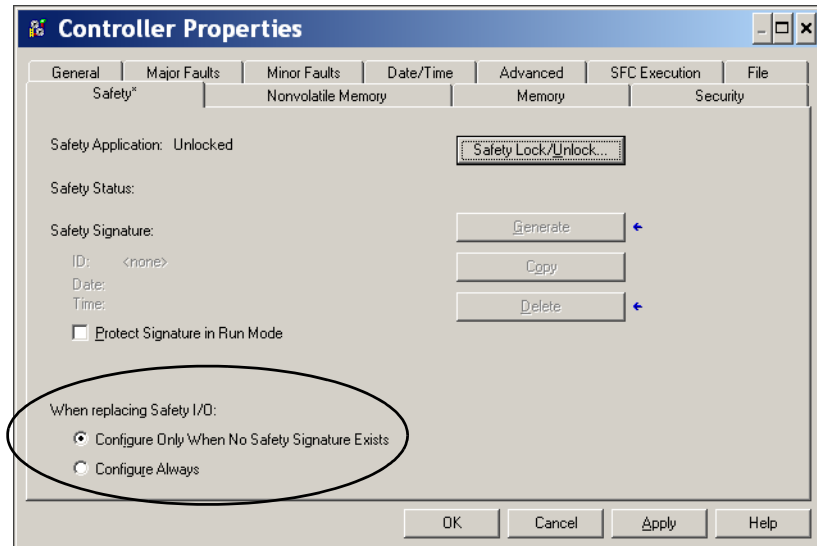 Controller Properties
General Major Faults Minor Faults Date/Time Advanced SFC Execution File
Safety* Nonvolatile Memory Memory Security
Safety Application: Unlocked Safety Lock/Unlock...
Safety Status:
Safety Signature: Generate
ID: <none> Copy
Date:
Time: Delete
Protect Signature in Run Mode
When replacing Safety I/O:
Configure Only When No Safety Signature Exists
Configure Always
OK Cancel Apply Help